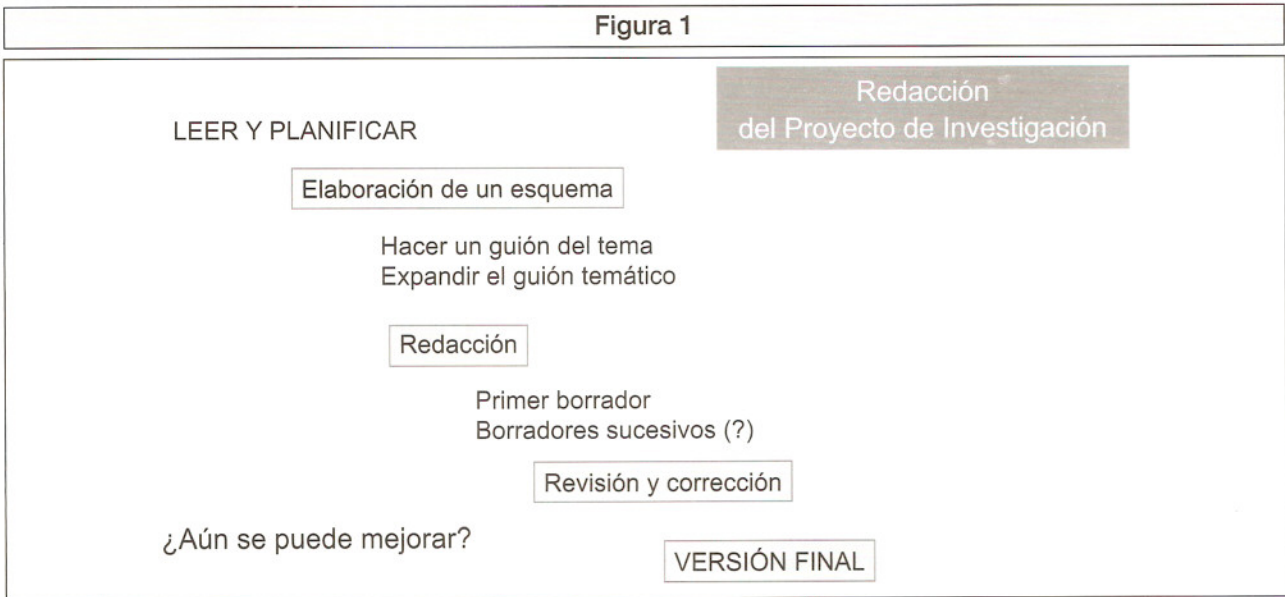 Figura 1
Redacción
del Proyecto de Investigación
LEER Y PLANIFICAR
Elaboración de un esquema
Hacer un guión del tema
Expandir el guión temático
Redacción
Primer borrador
Borradores sucesivos (?)
Revisión y corrección
¿Aún se puede mejorar?
VERSIÓN FINAL